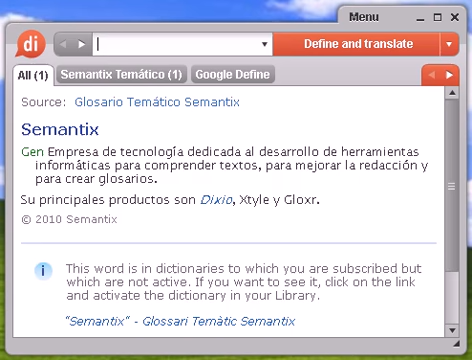 Menu
di
Define and translate
All (1)
Semantix Temático (1)
Google Define
Source: Glosario Temático Semantix
Semantix
Gen Empresa de tecnología dedicada al desarrollo de herramientas
informáticas para comprender textos, para mejorar la redacción y
para crear glosarios.
Su principales productos son Dixio, Xtyle y Gloxr.
© 2010 Semantix
i
This word is in dictionaries to which you are subscribed but
which are not active. If you want to see it, click on the link
and activate the dictionary in your Library.
"Semantix" - Glossari Temàtic Semantix